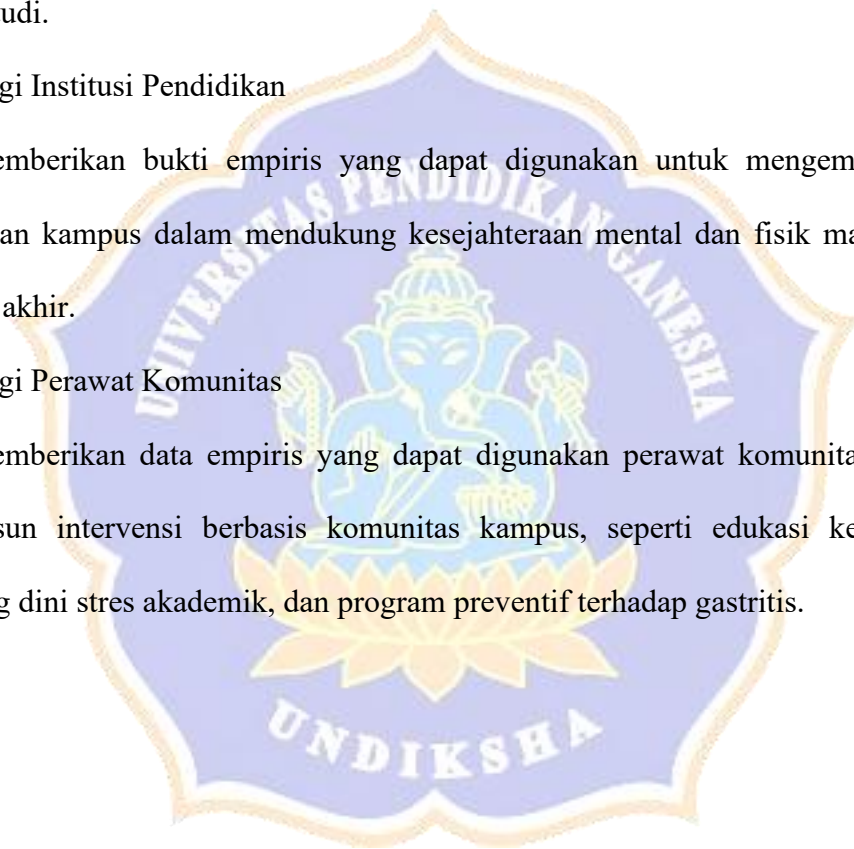 tudi.
gi Institusi Pendidikan
emberikan bukti empiris yang dapat digunakan untuk mengem
an kampus dalam mendukung kesejahteraan mental dan fisik ma
akhir.
gi Perawat Komunitas
emberikan data empiris yang dapat digunakan perawat komunita
sun intervensi berbasis komunitas kampus, seperti edukasi ke
g dini stres akademik, dan program preventif terhadap gastritis.
UNIVERSITAS PENDIDIKAN GANESHA
UNDIKSHA